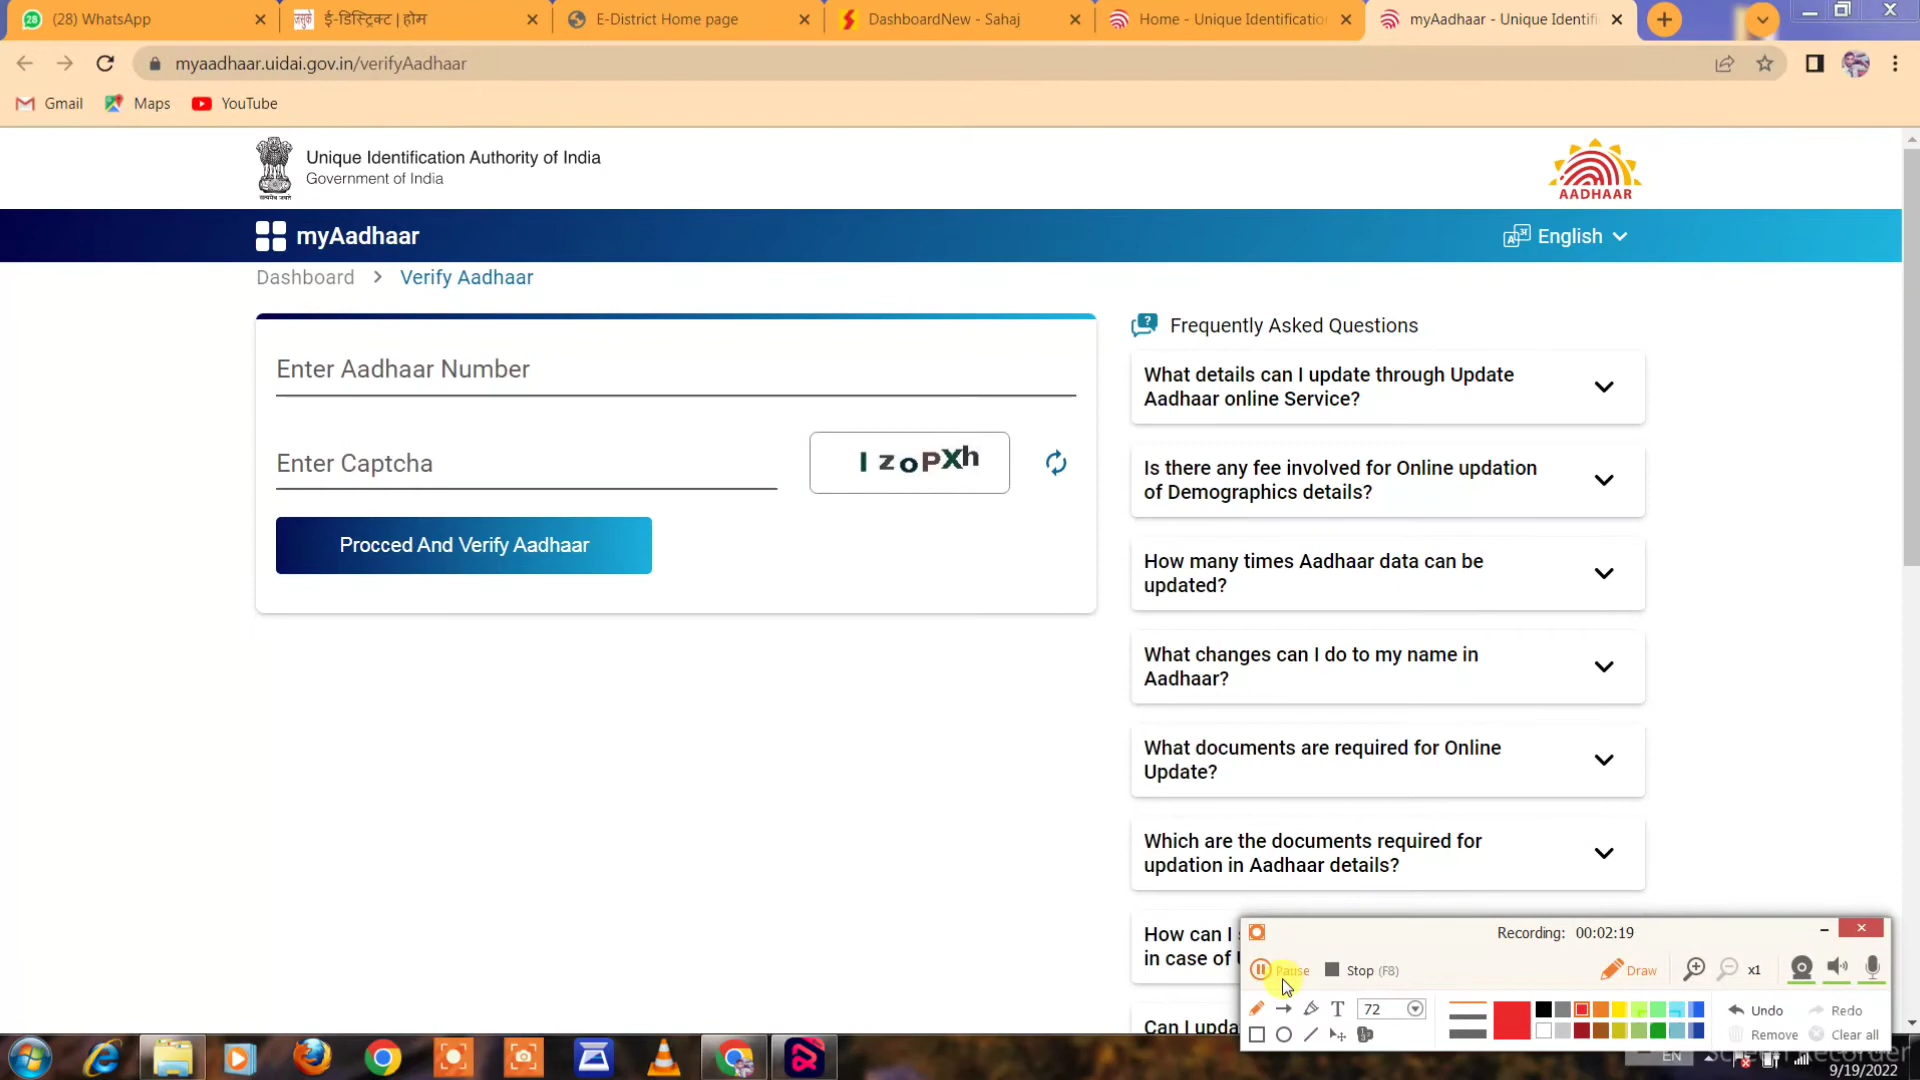 (28) WhatsApp
ई-डिस्ट्रिक्ट | होम
E-District Home page
DashboardNew - Sahaj
Home - Unique Identificatio
myAadhaar - Unique Identifi
myaadhaar.uidai.gov.in/verifyAadhaar
Gmail
Maps
YouTube
Unique Identification Authority of India
Government of India
AADHAAR
myAadhaar
English
Dashboard > Verify Aadhaar
Enter Aadhaar Number
Enter Captcha
IzoPXh
Procced And Verify Aadhaar
Frequently Asked Questions
What details can I update through Update
Aadhaar online Service?
Is there any fee involved for Online updation
of Demographics details?
How many times Aadhaar data can be
updated?
What changes can I do to my name in
Aadhaar?
What documents are required for Online
Update?
Which are the documents required for
updation in Aadhaar details?
How can I
in case of
Can I upda
Recording: 00:02:19
Pause
Stop (F8)
Draw
x1
72
Undo
Redo
Remove
Clear all
EN
Screen Recorder
9/19/2022